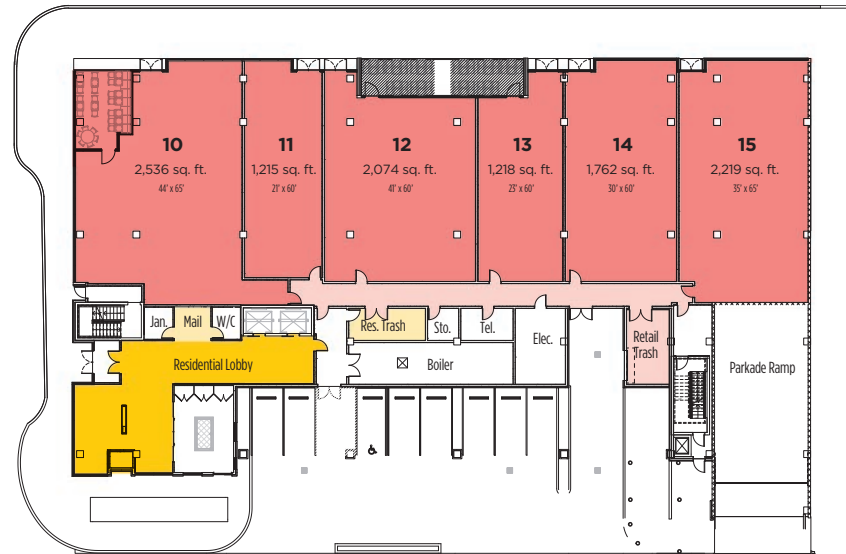 10
2,536 sq. ft.
44' x 65'
11
1,215 sq. ft.
21' x 60'
12
2,074 sq. ft.
41' x 60'
13
1,218 sq. ft.
23' x 60'
14
1,762 sq. ft.
30' x 60'
15
2,219 sq. ft.
35' x 65'
Jan.
Mail
W/C
Res. Trash
Sto.
Tel.
Elec.
Retail
Trash
Residential Lobby
Boiler
Parkade Ramp